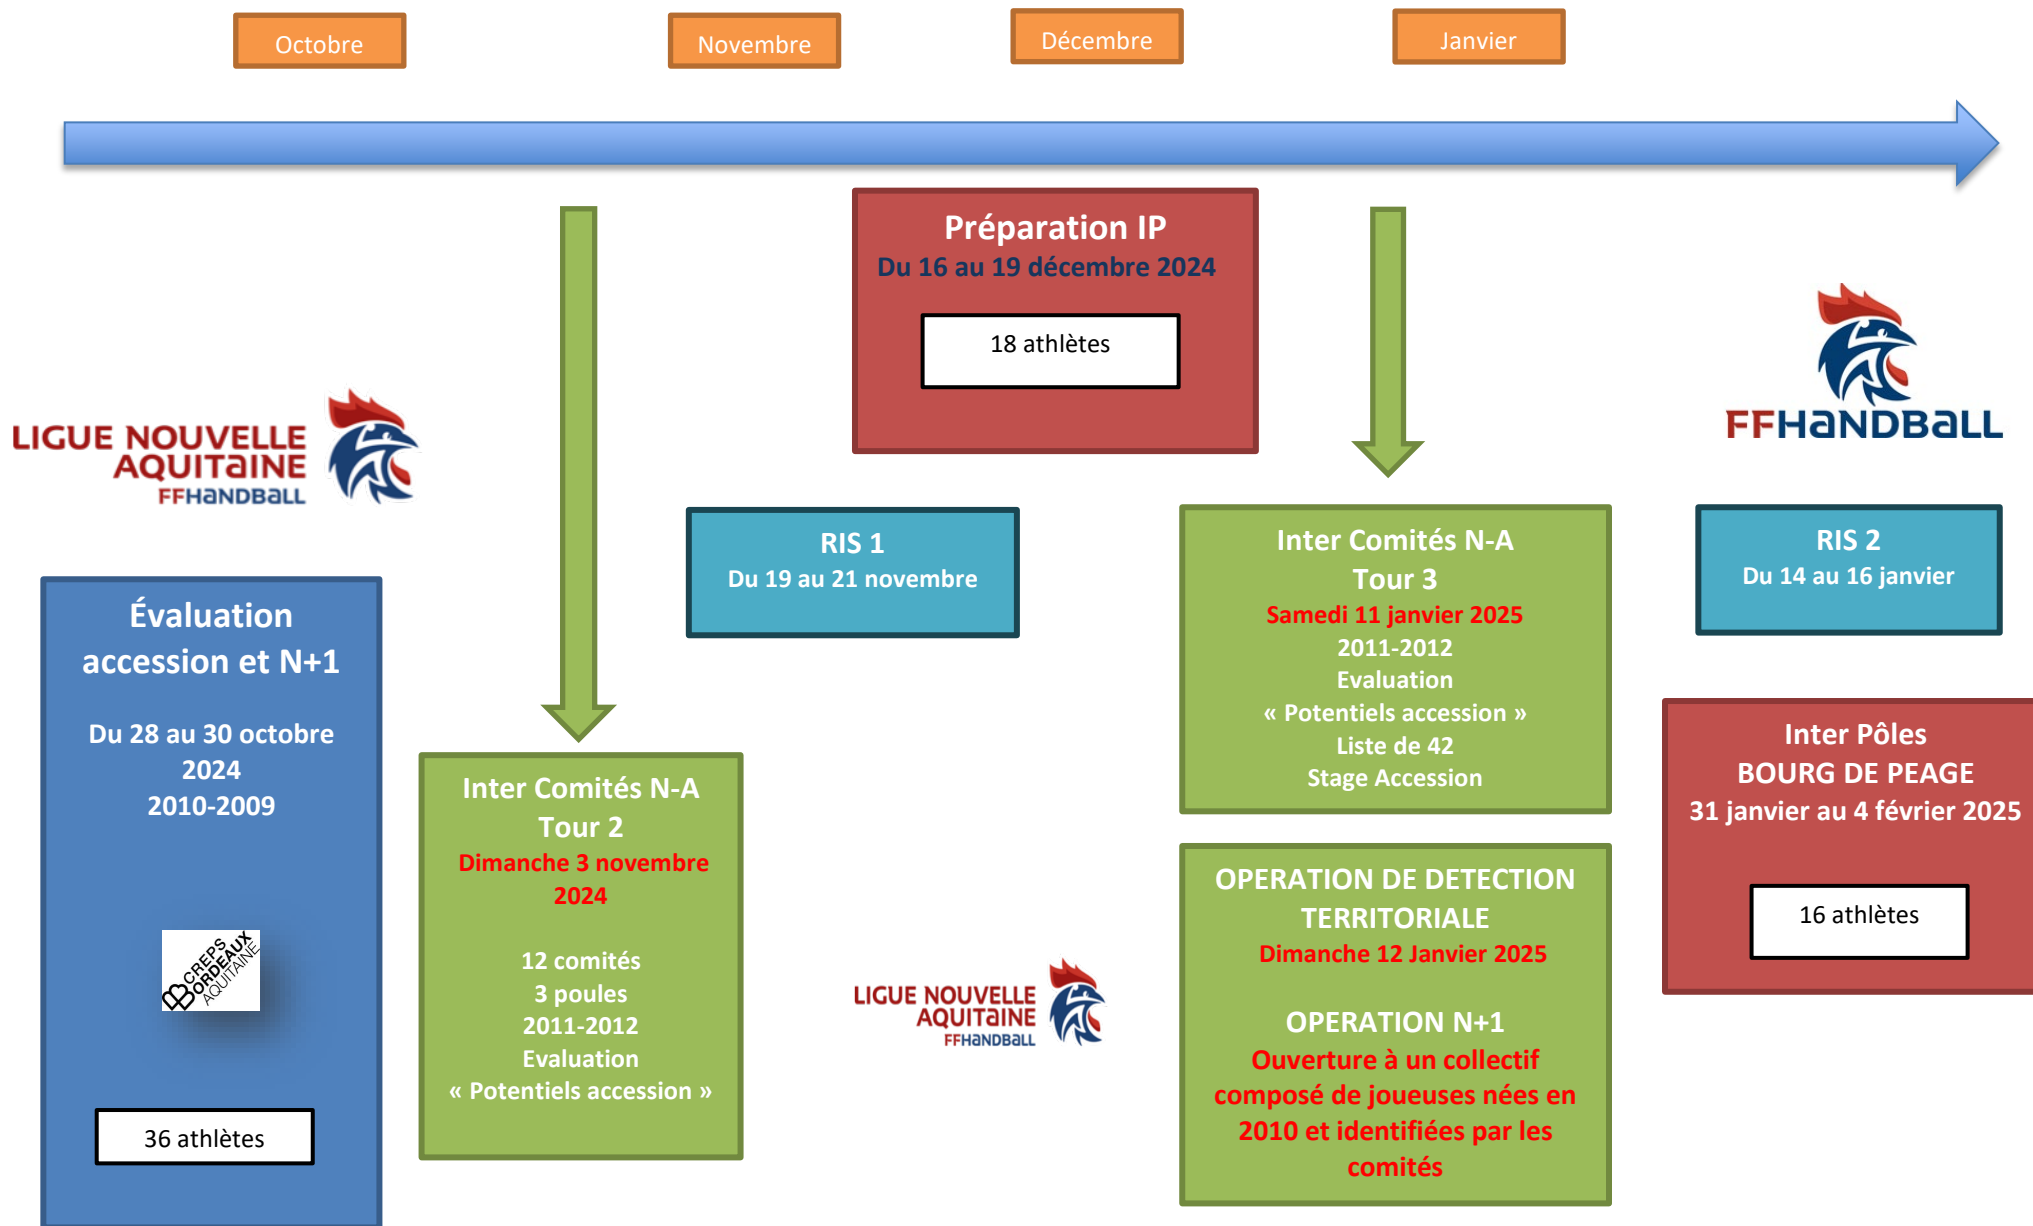 Octobre
Novembre
Décembre
Janvier
Préparation IP
Du 16 au 19 décembre 2024
18 athlètes
FFHANDBALL
LIGUE NOUVELLE
AQUITAINE
FFHANDBALL
RIS 1
Du 19 au 21 novembre
Inter Comités N-A
Tour 3
Samedi 11 janvier 2025
2011-2012
Evaluation
« Potentiels accession »
Liste de 42
Stage Accession
RIS 2
Du 14 au 16 janvier
Évaluation
accession et N+1
Du 28 au 30 octobre
2024
2010-2009
CREPS
BORDEAUX
AQUITAINE
36 athlètes
Inter Comités N-A
Tour 2
Dimanche 3 novembre
2024
12 comités
3 poules
2011-2012
Evaluation
« Potentiels accession »
LIGUE NOUVELLE
AQUITAINE
FFHANDBALL
OPERATION DE DETECTION
TERRITORIALE
Dimanche 12 Janvier 2025
OPERATION N+1
Ouverture à un collectif
composé de joueuses nées en
2010 et identifiées par les
comités
Inter Pôles
BOURG DE PEAGE
31 janvier au 4 février 2025
16 athlètes